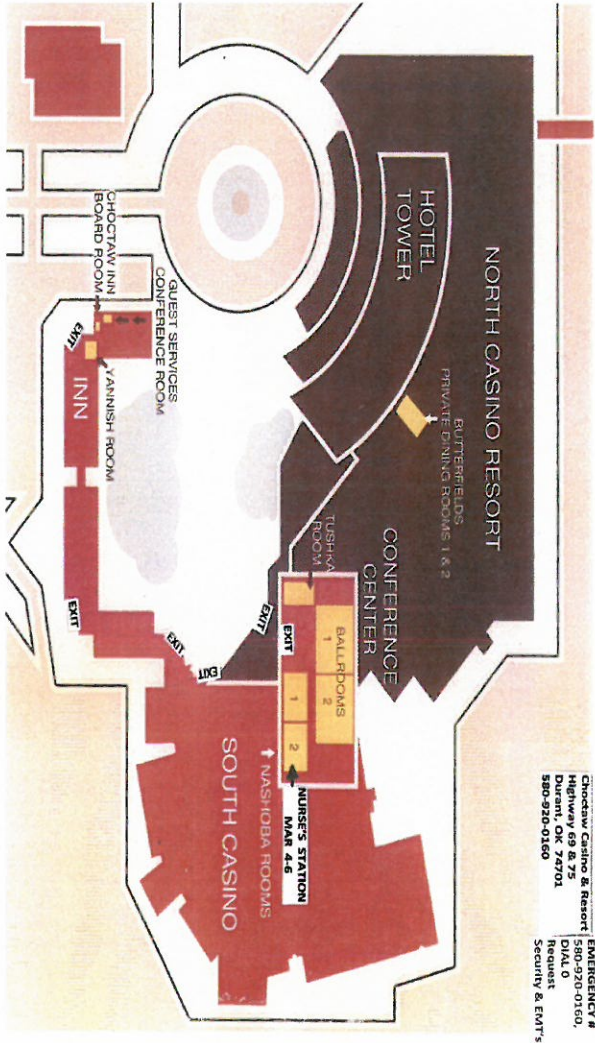 Choctaw Casino & Resort
Highway 69 & 75
Durant, OK 74701
580-920-0160
EMERGENCY #
580-920-0160,
DIAL 0
Request
Security & EMT's
NORTH CASINO RESORT
HOTEL
TOWER
BUTTERFIELDS
PRIVATE DINING ROOMS 1 & 2
CONFERENCE
CENTER
TUSHKA
ROOM
BALLROOMS
1
2
EXIT
1
2
NURSE'S STATION
MAR 4-6
NASHOBA ROOMS
SOUTH CASINO
EXIT
EXIT
EXIT
EXIT
GUEST SERVICES
CONFERENCE ROOM
CHOCTAW INN
BOARD ROOM
EXIT
YANNISH ROOM
INN